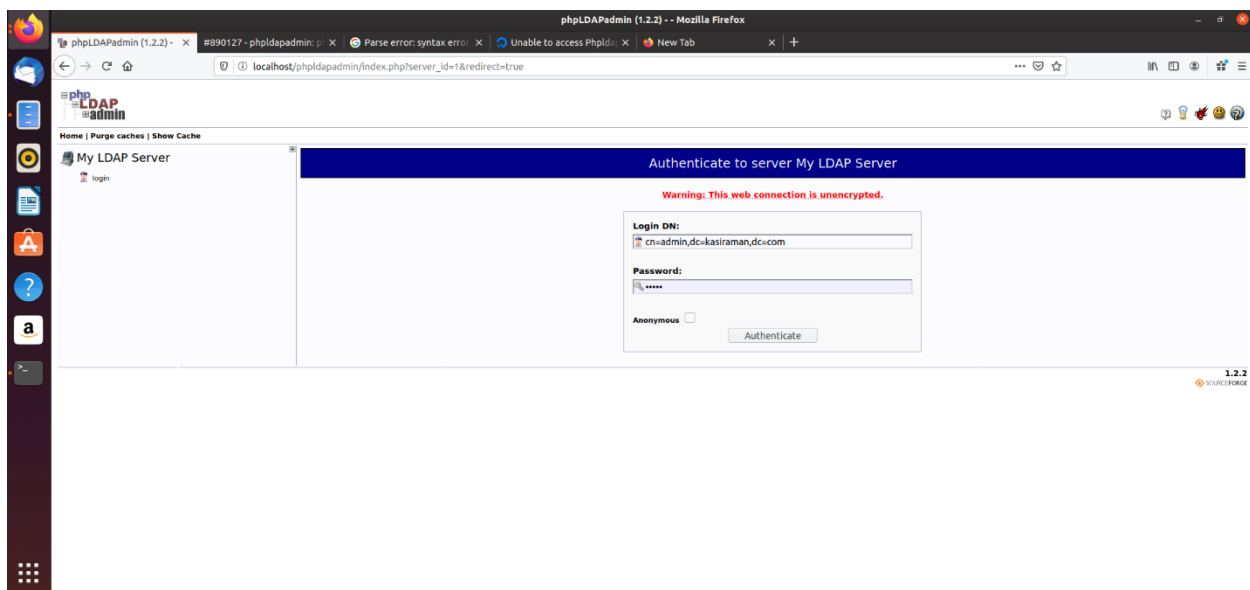 phpLDAPadmin (1.2.2) - - Mozilla Firefox
phpLDAPadmin (1.2.2) - #890127 - phpldapadmin: p Parse error: syntax error Unable to access Phplda New Tab
localhost/phpldapadmin/index.php?server_id=1&redirect=true
php
LDAP
admin
Home | Purge caches | Show Cache
My LDAP Server
login
Authenticate to server My LDAP Server
Warning: This web connection is unencrypted.
Login DN:
cn=admin,dc=kasiraman,dc=com
Password:
•••••
Anonymous
Authenticate
1.2.2
SOURCEFORGE